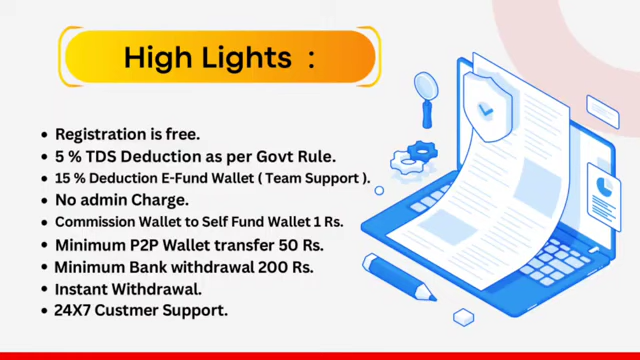 High Lights :
Registration is free.
5 % TDS Deduction as per Govt Rule.
15 % Deduction E-Fund Wallet ( Team Support ).
No admin Charge.
Commission Wallet to Self Fund Wallet 1 Rs.
Minimum P2P Wallet transfer 50 Rs.
Minimum Bank withdrawal 200 Rs.
Instant Withdrawal.
24X7 Custmer Support.